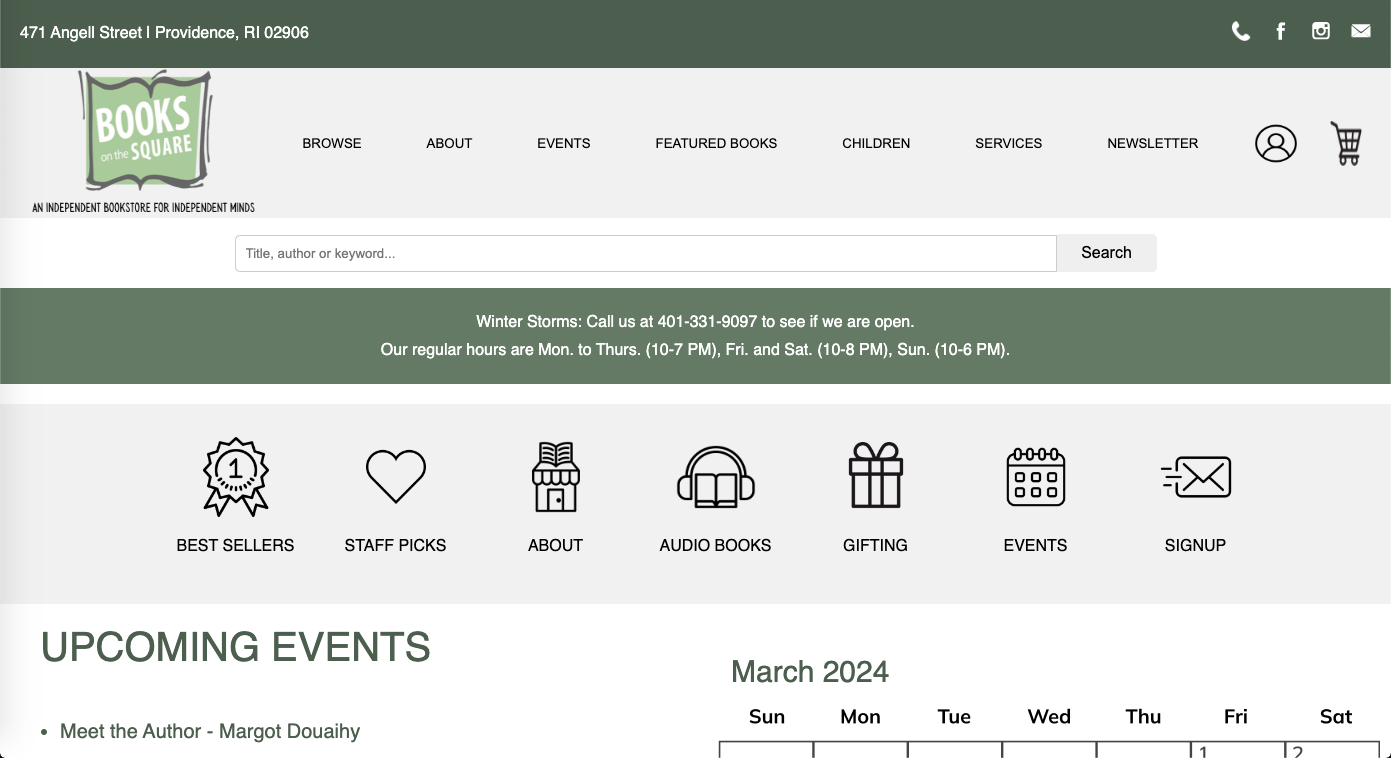 471 Angell Street | Providence, RI 02906
BOOKS
on the SQUARE
AN INDEPENDENT BOOKSTORE FOR INDEPENDENT MINDS
BROWSE ABOUT EVENTS FEATURED BOOKS CHILDREN SERVICES NEWSLETTER
Title, author or keyword... Search
Winter Storms: Call us at 401-331-9097 to see if we are open.
Our regular hours are Mon. to Thurs. (10-7 PM), Fri. and Sat. (10-8 PM), Sun. (10-6 PM).
1
BEST SELLERS STAFF PICKS ABOUT AUDIO BOOKS GIFTING EVENTS SIGNUP
UPCOMING EVENTS
• Meet the Author - Margot Douaihy
March 2024
Sun Mon Tue Wed Thu Fri Sat
1 2